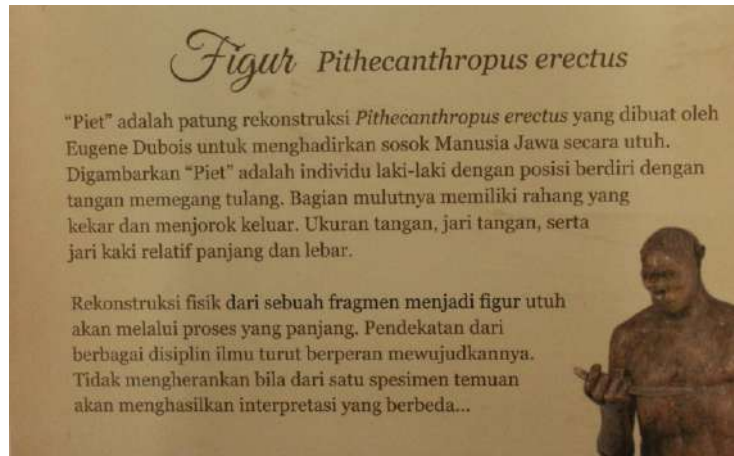 Figur Pithecanthropus erectus
“Piet” adalah patung rekonstruksi Pithecanthropus erectus yang dibuat oleh
Eugene Dubois untuk menghadirkan sosok Manusia Jawa secara utuh.
Digambarkan “Piet” adalah individu laki-laki dengan posisi berdiri dengan
tangan memegang tulang. Bagian mulutnya memiliki rahang yang
kekar dan menjorok keluar. Ukuran tangan, jari tangan, serta
jari kaki relatif panjang dan lebar.
Rekonstruksi fisik dari sebuah fragmen menjadi figur utuh
akan melalui proses yang panjang. Pendekatan dari
berbagai disiplin ilmu turut berperan mewujudkannya.
Tidak mengherankan bila dari satu spesimen temuan
akan menghasilkan interpretasi yang berbeda...